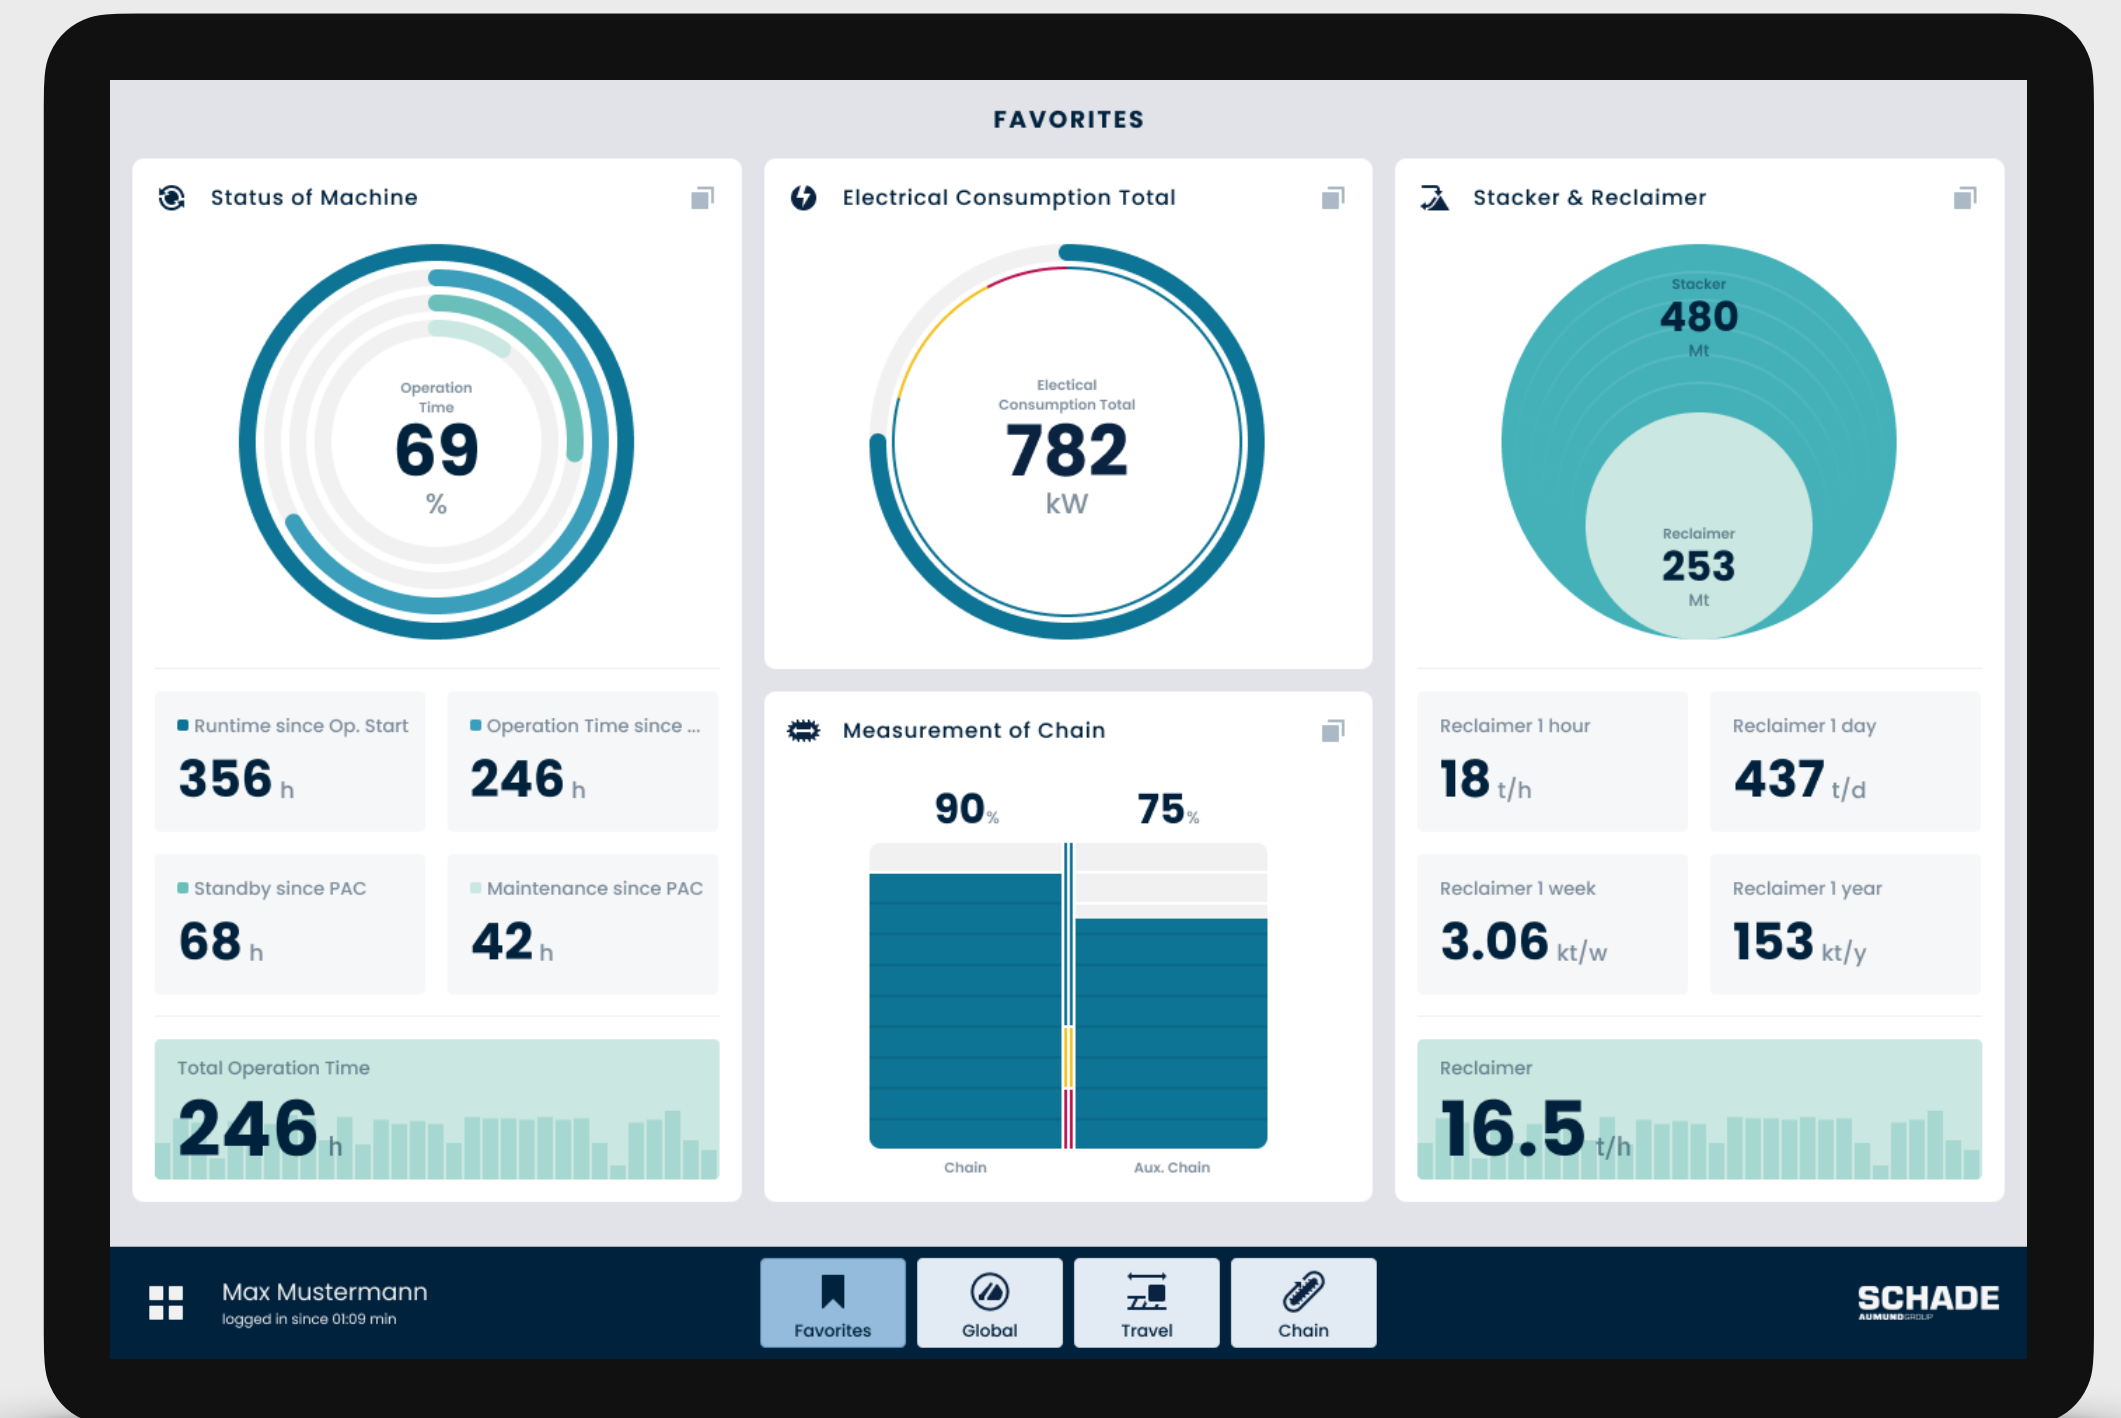 FAVORITES
Status of Machine
Operation
Time
69
%
Runtime since Op. Start
356 h
Operation Time since ...
246 h
Standby since PAC
68 h
Maintenance since PAC
42 h
Total Operation Time
246 h
Electrical Consumption Total
Electical
Consumption Total
782
kW
Measurement of Chain
90%
75%
Chain
Aux. Chain
Stacker & Reclaimer
Stacker
480
Mt
Reclaimer
253
Mt
Reclaimer 1 hour
18 t/h
Reclaimer 1 day
437 t/d
Reclaimer 1 week
3.06 kt/w
Reclaimer 1 year
153 kt/y
Reclaimer
16.5 t/h
Max Mustermann
logged in since 01:09 min
Favorites
Global
Travel
Chain
SCHADE
AUMUNDGROUP